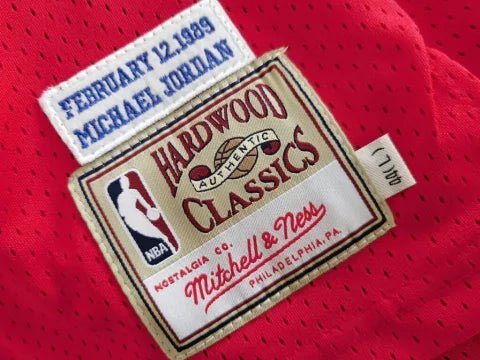 FEBRUARY 12,1989
MICHAEL JORDAN
HARDWOOD
AUTHENTIC
CLASSICS
NBA
NOSTALGIA CO.
Mitchell & Ness
PHILADELPHIA, PA.
44(L)